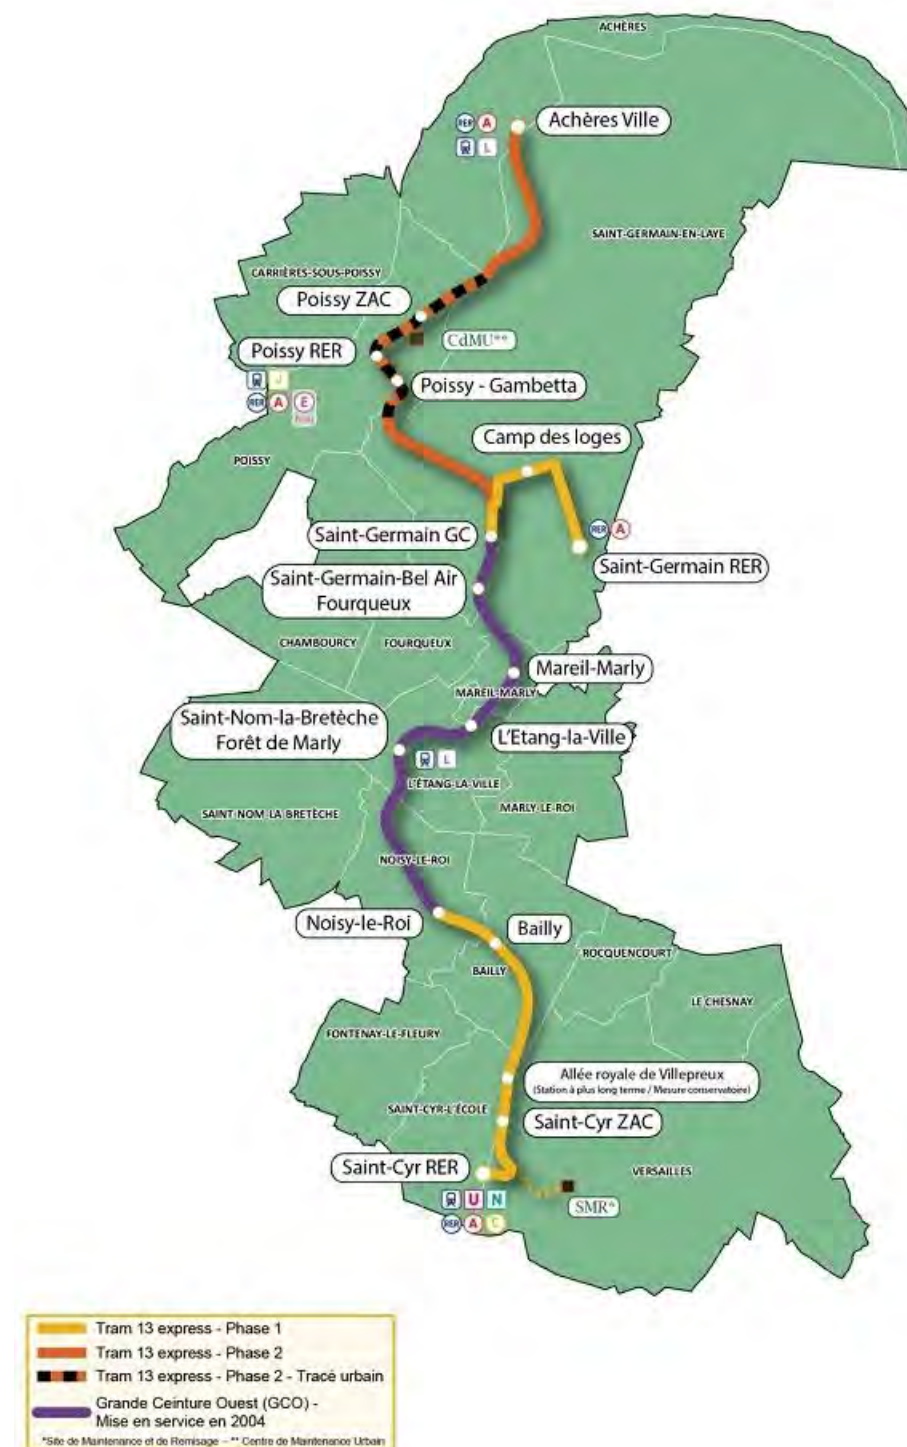 ACHÈRES
Achères Ville
RER A
L
SAINT-GERMAIN-EN-LAYE
CARRIÈRES-SOUS-POISSY
Poissy ZAC
CdMU**
Poissy RER
J
RER A E
Poissy - Gambetta
Camp des loges
POISSY
Saint-Germain GC
RER A
Saint-Germain RER
Saint-Germain-Bel Air
Fourqueux
CHAMBOURCY
FOURQUEUX
Mareil-Marly
MAREIL-MARLY
Saint-Nom-la-Bretèche
Forêt de Marly
L'Etang-la-Ville
L
L'ÉTANG-LA-VILLE
SAINT NOM LA BRETÈCHE
MARLY-LE-ROI
NOISY-LE-ROI
Noisy-le-Roi
Bailly
ROCQUENCOURT
BAILLY
LE CHESNAY
FONTENAY-LE-FLEURY
Allée royale de Villepreux
(Station à plus long terme / Mesure conservatoire)
SAINT-CYR-L'ÉCOLE
Saint-Cyr ZAC
Saint-Cyr RER
VERSAILLES
U N
SMR*
RER A C
Tram 13 express - Phase 1
Tram 13 express - Phase 2
Tram 13 express - Phase 2 - Tracé urbain
Grande Ceinture Ouest (GCO) -
Mise en service en 2004
*Site de Maintenance et de Remisage - ** Centre de Maintenance Urbain